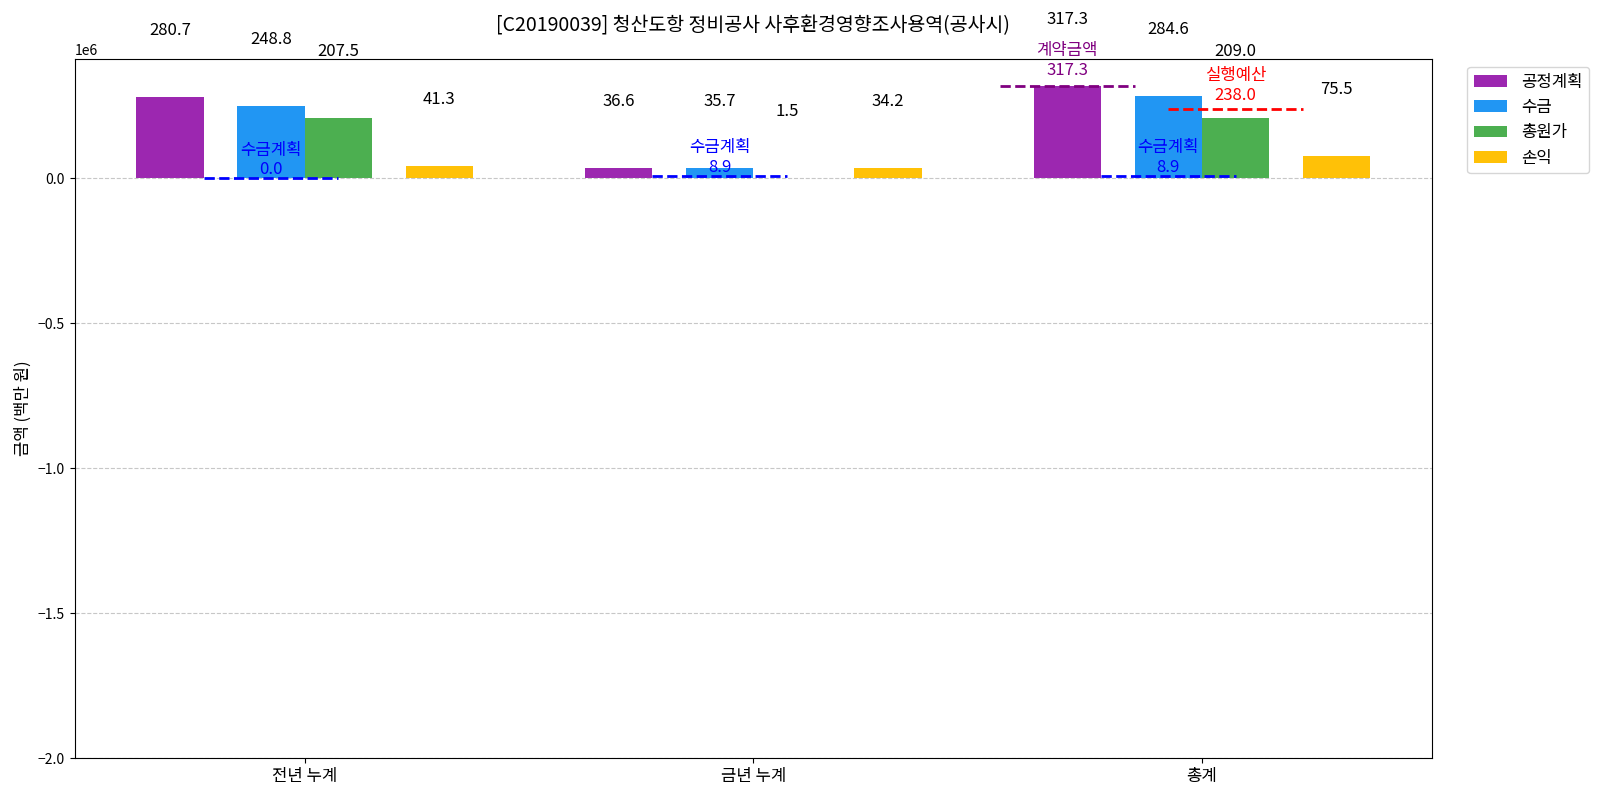 [C20190039] 청산도항 정비공사 사후환경영향조사용역(공사시)
1e6
금액 (백만 원)
0.0
−0.5
−1.0
−1.5
−2.0
280.7
248.8
207.5
41.3
수금계획
0.0
36.6
35.7
1.5
34.2
수금계획
8.9
317.3
계약금액
317.3
284.6
209.0
실행예산
238.0
75.5
수금계획
8.9
전년 누계
금년 누계
총계
공정계획
수금
총원가
손익